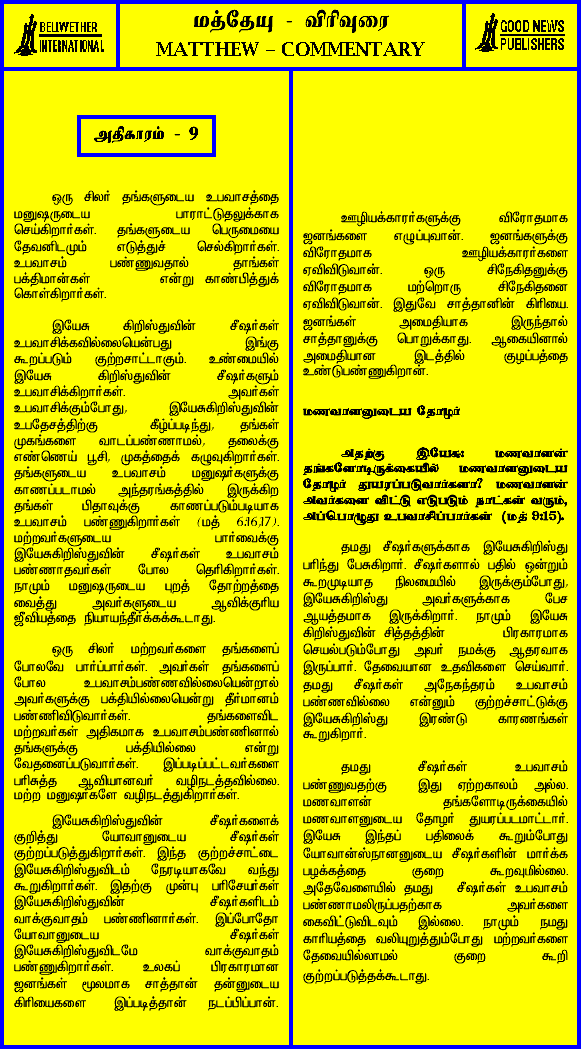 BELLWETHER
INTERNATIONAL
மத்தேயு - விரிவுரை
MATTHEW – COMMENTARY
GOOD NEWS
PUBLISHERS
அதிகாரம் - 9
ஒரு சிலர் தங்களுடைய உபவாசத்தை
மனுஷருடைய பாராட்டுதலுக்காக
செய்கிறார்கள். தங்களுடைய பெருமையை
தேவனிடமும் எடுத்துச் செல்கிறார்கள்.
உபவாசம் பண்ணுவதால் தாங்கள்
பக்திமான்கள் என்று காண்பித்துக்
கொள்கிறார்கள்.
இயேசு கிறிஸ்துவின் சீஷர்கள்
உபவாசிக்கவில்லையென்பது இங்கு
கூறப்படும் குற்றசாட்டாகும். உண்மையில்
இயேசு கிறிஸ்துவின் சீஷர்களும்
உபவாசிக்கிறார்கள். அவர்கள்
உபவாசிக்கும்போது, இயேசுகிறிஸ்துவின்
உபதேசத்திற்கு கீழ்ப்படிந்து, தங்கள்
முகங்களை வாடப்பண்ணாமல், தலைக்கு
எண்ணெய் பூசி, முகத்தைக் கழுவுகிறார்கள்.
தங்களுடைய உபவாசம் மனுஷர்களுக்கு
காணப்படாமல் அந்தரங்கத்தில் இருக்கிற
தங்கள் பிதாவுக்கு காணப்படும்படியாக
உபவாசம் பண்ணுகிறார்கள் (மத் 6:16,17).
மற்றவர்களுடைய பார்வைக்கு
இயேசுகிறிஸ்துவின் சீஷர்கள் உபவாசம்
பண்ணாதவர்கள் போல தெரிகிறார்கள்.
நாமும் மனுஷருடைய புறத் தோற்றத்தை
வைத்து அவர்களுடைய ஆவிக்குரிய
ஜீவியத்தை நியாயந்தீர்க்கக்கூடாது.
ஒரு சிலர் மற்றவர்களை தங்களைப்
போலவே பார்ப்பார்கள். அவர்கள் தங்களைப்
போல உபவாசம்பண்ணவில்லையென்றால்
அவர்களுக்கு பக்தியில்லையென்று தீர்மானம்
பண்ணிவிடுவார்கள். தங்களைவிட
மற்றவர்கள் அதிகமாக உபவாசம்பண்ணினால்
தங்களுக்கு பக்தியில்லை என்று
வேதனைப்படுவார்கள். இப்படிப்பட்டவர்களை
பரிசுத்த ஆவியானவர் வழிநடத்தவில்லை.
மற்ற மனுஷர்களே வழிநடத்துகிறார்கள்.
இயேசுகிறிஸ்துவின் சீஷர்களைக்
குறித்து யோவானுடைய சீஷர்கள்
குற்றப்படுத்துகிறார்கள். இந்த குற்றச்சாட்டை
இயேசுகிறிஸ்துவிடம் நேரடியாகவே வந்து
கூறுகிறார்கள். இதற்கு முன்பு பரிசேயர்கள்
இயேசுகிறிஸ்துவின் சீஷர்களிடம்
வாக்குவாதம் பண்ணினார்கள். இப்போதோ
யோவானுடைய சீஷர்கள்
இயேசுகிறிஸ்துவிடமே வாக்குவாதம்
பண்ணுகிறார்கள். உலகப் பிரகாரமான
ஜனங்கள் மூலமாக சாத்தான் தன்னுடைய
கிரியைகளை இப்படித்தான் நடப்பிப்பான்.
ஊழியக்காரர்களுக்கு விரோதமாக
ஜனங்களை எழுப்புவான். ஜனங்களுக்கு
விரோதமாக ஊழியக்காரர்களை
ஏவிவிடுவான். ஒரு சிநேகிதனுக்கு
விரோதமாக மற்றொரு சிநேகிதனை
ஏவிவிடுவான். இதுவே சாத்தானின் கிரியை.
ஜனங்கள் அமைதியாக இருந்தால்
சாத்தானுக்கு பொறுக்காது. ஆகையினால்
அமைதியான இடத்தில் குழப்பத்தை
உண்டுபண்ணுகிறான்.
மணவாளனுடைய தோழர்
அதற்கு இயேசு: மணவாளன்
தங்களோடிருக்கையில் மணவாளனுடைய
தோழர் துயரப்படுவார்களா? மணவாளன்
அவர்களை விட்டு எடுபடும் நாட்கள் வரும்,
அப்பொழுது உபவாசிப்பார்கள் (மத் 9:15).
தமது சீஷர்களுக்காக இயேசுகிறிஸ்து
பரிந்து பேசுகிறார். சீஷர்களால் பதில் ஒன்றும்
கூறமுடியாத நிலமையில் இருக்கும்போது,
இயேசுகிறிஸ்து அவர்களுக்காக பேச
ஆயத்தமாக இருக்கிறார். நாமும் இயேசு
கிறிஸ்துவின் சித்தத்தின் பிரகாரமாக
செயல்படும்போது அவர் நமக்கு ஆதரவாக
இருப்பார். தேவையான உதவிகளை செய்வார்.
தமது சீஷர்கள் அநேகந்தரம் உபவாசம்
பண்ணவில்லை என்னும் குற்றச்சாட்டுக்கு
இயேசுகிறிஸ்து இரண்டு காரணங்கள்
கூறுகிறார்.
தமது சீஷர்கள் உபவாசம்
பண்ணுவதற்கு இது ஏற்றகாலம் அல்ல.
மணவாளன் தங்களோடிருக்கையில்
மணவாளனுடைய தோழர் துயரப்படமாட்டார்.
இயேசு இந்தப் பதிலைக் கூறும்போது
யோவான்ஸ்நானனுடைய சீஷர்களின் மார்க்க
பழக்கத்தை குறை கூறவுமில்லை.
அதேவேளையில் தமது சீஷர்கள் உபவாசம்
பண்ணாமலிருப்பதற்காக அவர்களை
கைவிட்டுவிடவும் இல்லை. நாமும் நமது
காரியத்தை வலியுறுத்தும்போது மற்றவர்களை
தேவையில்லாமல் குறை கூறி
குற்றப்படுத்தக்கூடாது.